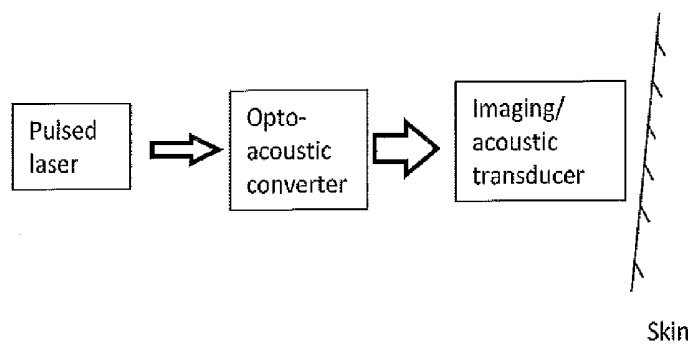 Pulsed
laser
Opto-
acoustic
converter
Imaging/
acoustic
transducer
Skin